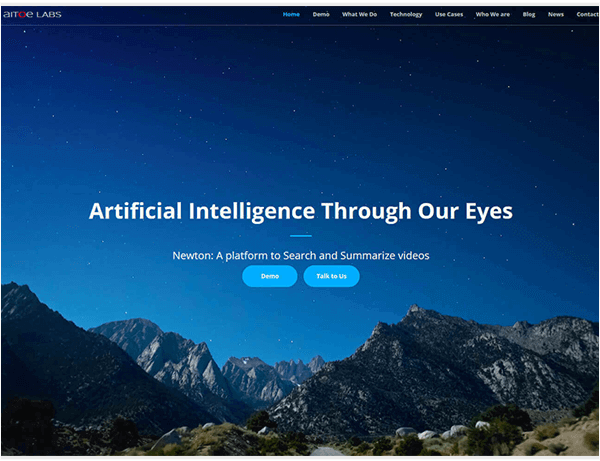 aiTOE LABS
Home Demo What We Do Technology Use Cases Who We are Blog News Contact
Artificial Intelligence Through Our Eyes
Newton: A platform to Search and Summarize videos
Demo Talk to Us